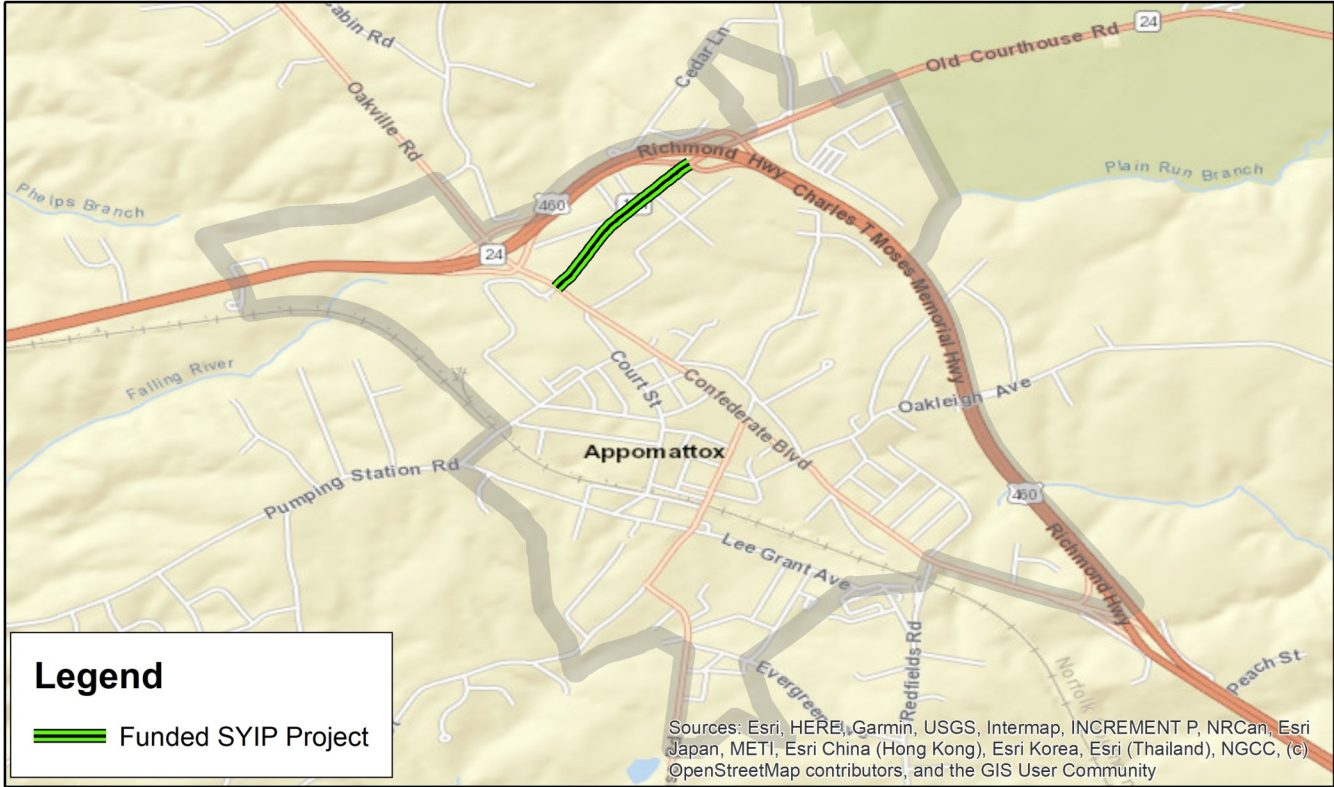 Cabin Rd
24
Old Courthouse Rd
Cedar Ln
Oakville Rd
Richmond Hwy
Charles T Moses Memorial Hwy
Plain Run Branch
Phelps Branch
460
24
Falling River
Court St
Confederate Blvd
Oakleigh Ave
Appomattox
Pumping Station Rd
460
Lee Grant Ave
Richmond Hwy
Redfields Rd
Peach St
Evergreen
Norfolk
Legend
Funded SYIP Project
Sources: Esri, HERE, Garmin, USGS, Intermap, INCREMENT P, NRCan, Esri
Japan, METI, Esri China (Hong Kong), Esri Korea, Esri (Thailand), NGCC, (c)
OpenStreetMap contributors, and the GIS User Community